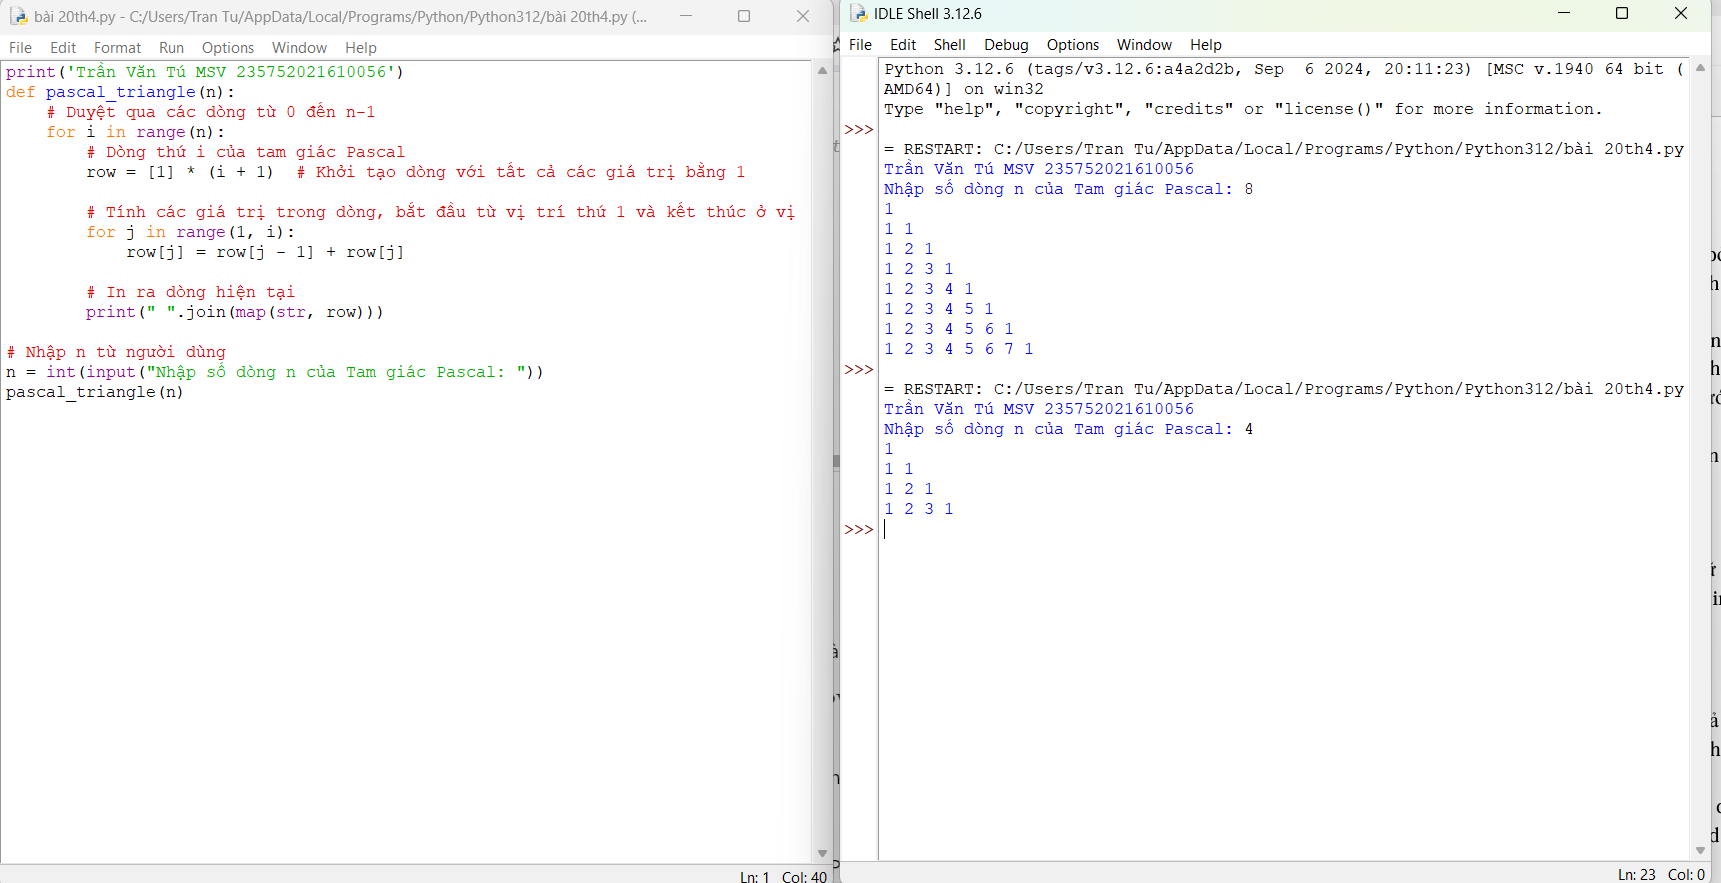 bài 20th4.py - C:/Users/Tran Tu/AppData/Local/Programs/Python/Python312/bài 20th4.py (...
File Edit Format Run Options Window Help
print('Trần Văn Tú MSV 235752021610056')
def pascal_triangle(n):
    # Duyệt qua các dòng từ 0 đến n-1
    for i in range(n):
        # Dòng thứ i của tam giác Pascal
        row = [1] * (i + 1)  # Khởi tạo dòng với tất cả các giá trị bằng 1
        # Tính các giá trị trong dòng, bắt đầu từ vị trí thứ 1 và kết thúc ở vị
        for j in range(1, i):
            row[j] = row[j - 1] + row[j]
        # In ra dòng hiện tại
        print(" ".join(map(str, row)))
# Nhập n từ người dùng
n = int(input("Nhập số dòng n của Tam giác Pascal: "))
pascal_triangle(n)
Ln: 1 Col: 40
IDLE Shell 3.12.6
File Edit Shell Debug Options Window Help
Python 3.12.6 (tags/v3.12.6:a4a2d2b, Sep  6 2024, 20:11:23) [MSC v.1940 64 bit (
AMD64)] on win32
Type "help", "copyright", "credits" or "license()" for more information.
>>>
= RESTART: C:/Users/Tran Tu/AppData/Local/Programs/Python/Python312/bài 20th4.py
Trần Văn Tú MSV 235752021610056
Nhập số dòng n của Tam giác Pascal: 8
1
1 1
1 2 1
1 2 3 1
1 2 3 4 1
1 2 3 4 5 1
1 2 3 4 5 6 1
1 2 3 4 5 6 7 1
>>>
= RESTART: C:/Users/Tran Tu/AppData/Local/Programs/Python/Python312/bài 20th4.py
Trần Văn Tú MSV 235752021610056
Nhập số dòng n của Tam giác Pascal: 4
1
1 1
1 2 1
1 2 3 1
>>>
Ln: 23 Col: 0